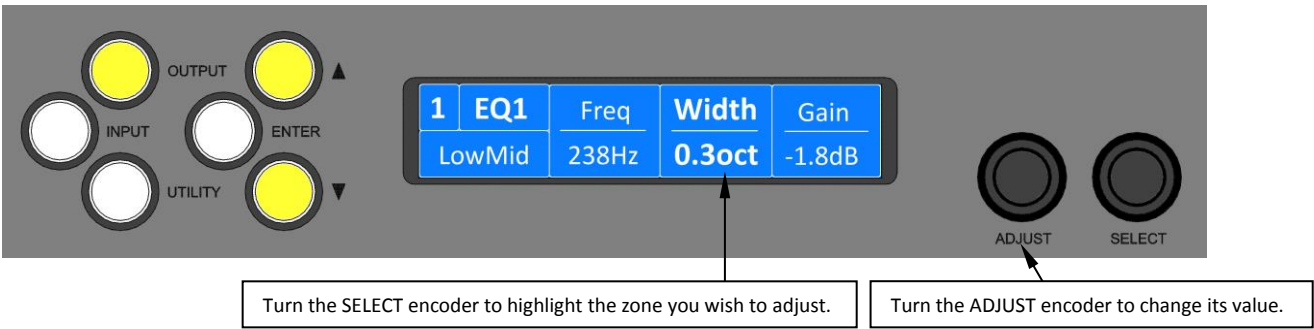 OUTPUT
▲
INPUT
ENTER
UTILITY
▼
1 EQ1 Freq Width Gain
LowMid 238Hz 0.3oct -1.8dB
ADJUST SELECT
Turn the SELECT encoder to highlight the zone you wish to adjust.
Turn the ADJUST encoder to change its value.